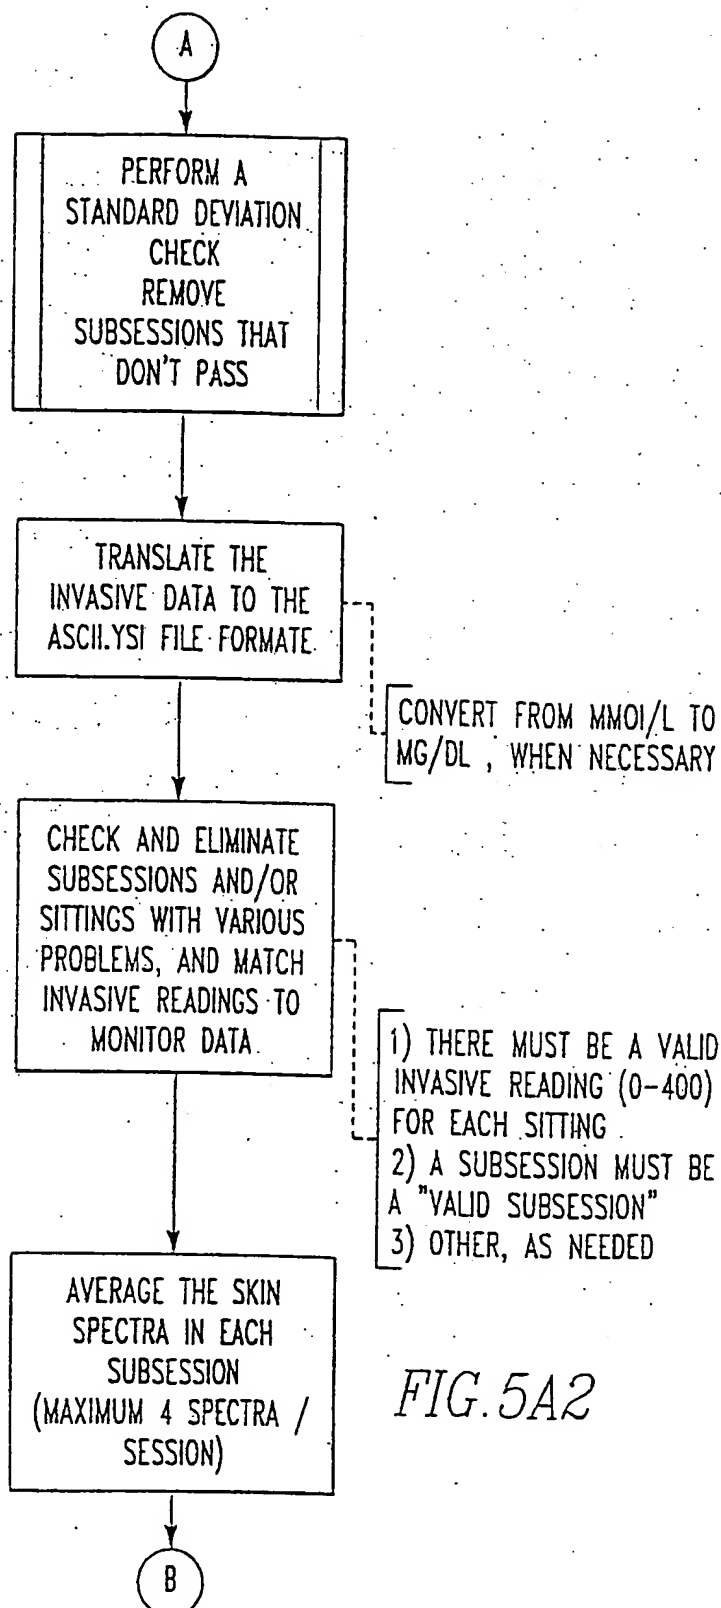 A
PERFORM A
STANDARD DEVIATION
CHECK
REMOVE
SUBSESSIONS THAT
DON'T PASS
TRANSLATE THE
INVASIVE DATA TO THE
ASCII.YSI FILE FORMATE
CONVERT FROM MMOl/L TO
MG/DL , WHEN NECESSARY
CHECK AND ELIMINATE
SUBSESSIONS AND/OR
SITTINGS WITH VARIOUS
PROBLEMS, AND MATCH
INVASIVE READINGS TO
MONITOR DATA
1) THERE MUST BE A VALID
INVASIVE READING (0-400)
FOR EACH SITTING
2) A SUBSESSION MUST BE
A "VALID SUBSESSION"
3) OTHER, AS NEEDED
AVERAGE THE SKIN
SPECTRA IN EACH
SUBSESSION
(MAXIMUM 4 SPECTRA /
SESSION)
FIG.5A2
B